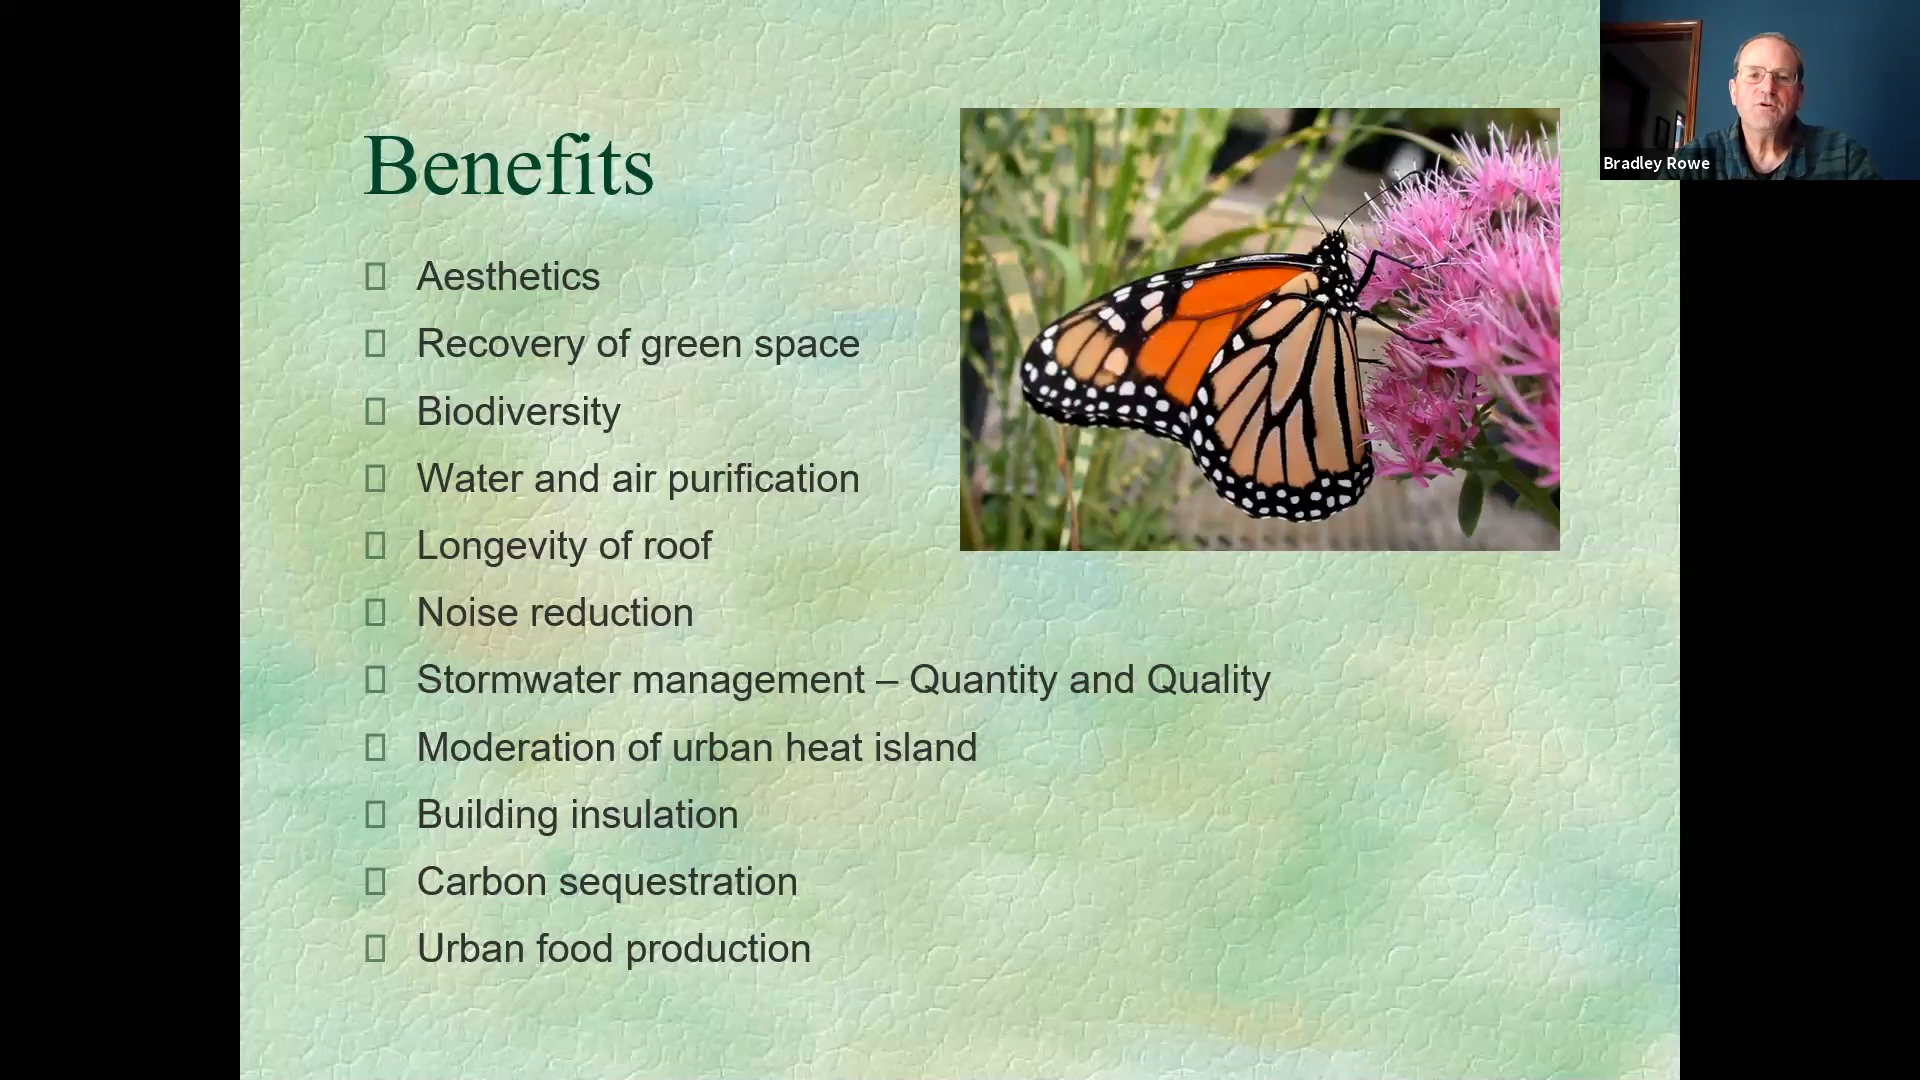 Benefits
Aesthetics
Recovery of green space
Biodiversity
Water and air purification
Longevity of roof
Noise reduction
Stormwater management – Quantity and Quality
Moderation of urban heat island
Building insulation
Carbon sequestration
Urban food production
Bradley Rowe